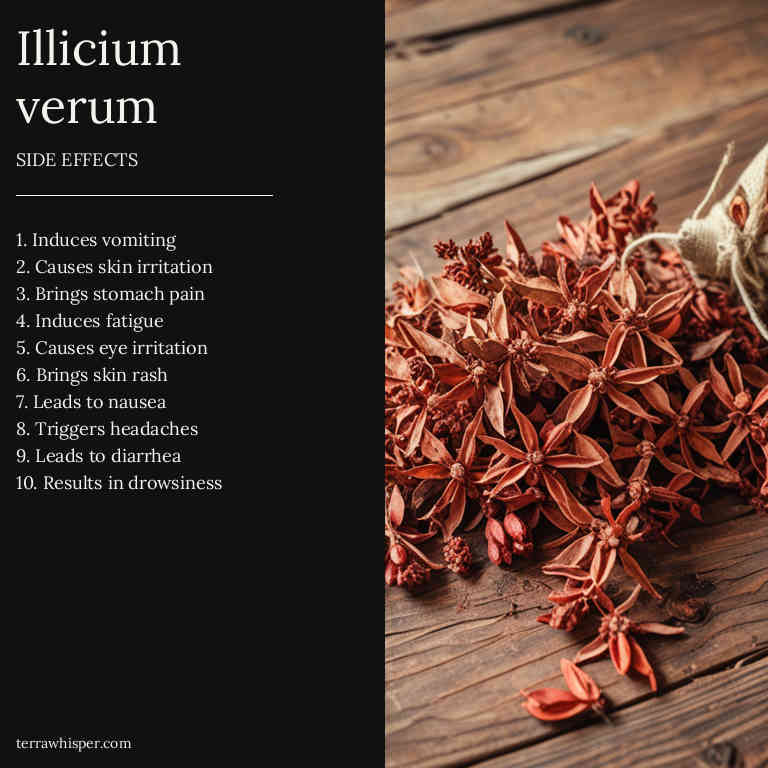 Illicium
verum
SIDE EFFECTS
1. Induces vomiting
2. Causes skin irritation
3. Brings stomach pain
4. Induces fatigue
5. Causes eye irritation
6. Brings skin rash
7. Leads to nausea
8. Triggers headaches
9. Leads to diarrhea
10. Results in drowsiness
terrawhisper.com